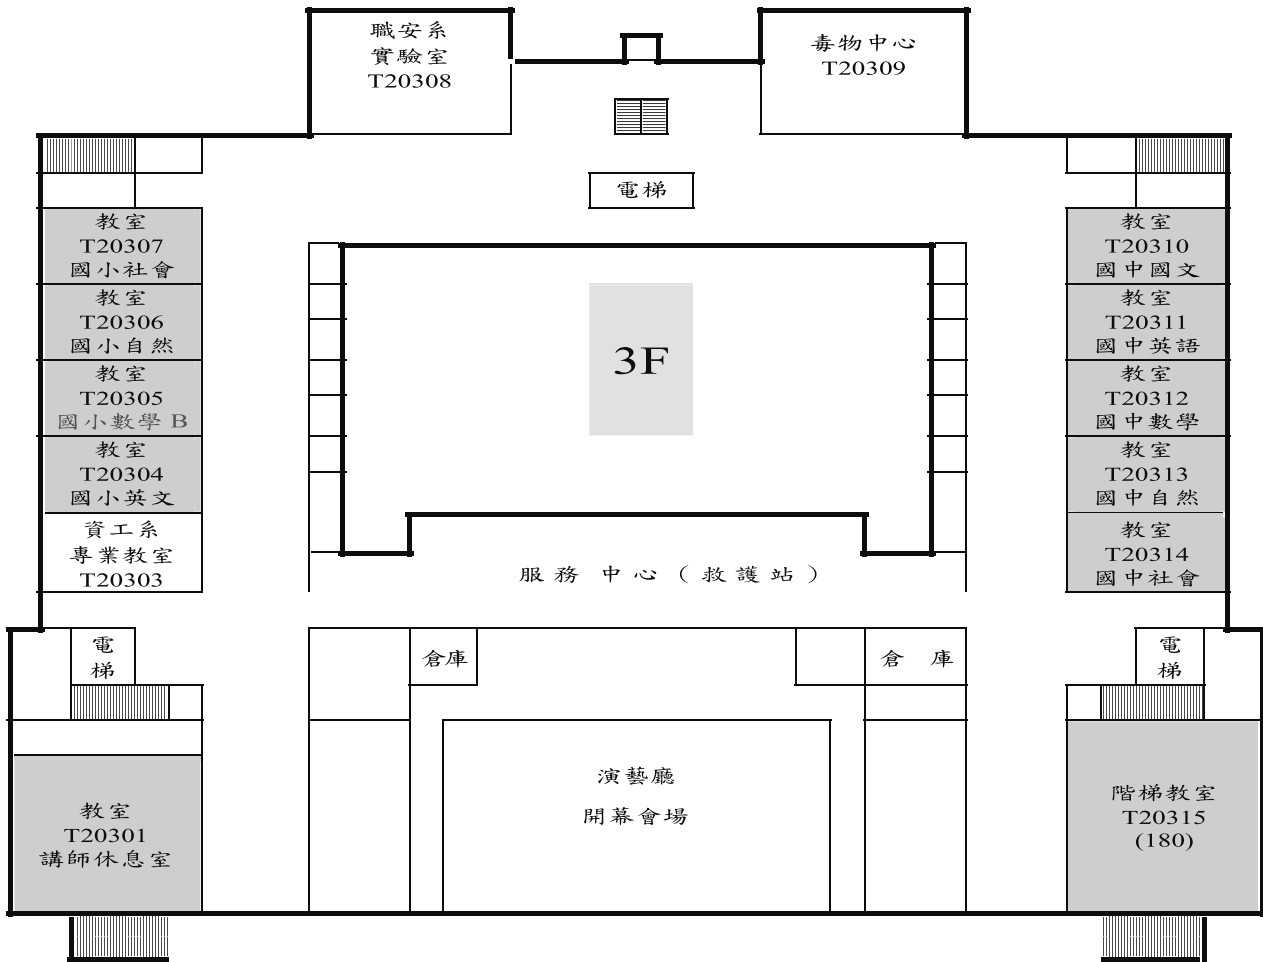 職安系
實驗室
T20308
毒物中心
T20309
電梯
教室
T20307
國小社會
教室
T20306
國小自然
教室
T20305
國小數學 B
教室
T20304
國小英文
資工系
專業教室
T20303
3F
教室
T20310
國中國文
教室
T20311
國中英語
教室
T20312
國中數學
教室
T20313
國中自然
教室
T20314
國中社會
服務 中心 ( 救護站 )
電
梯
倉庫
倉 庫
電
梯
教室
T20301
講師休息室
演藝廳
開幕會場
階梯教室
T20315
(180)